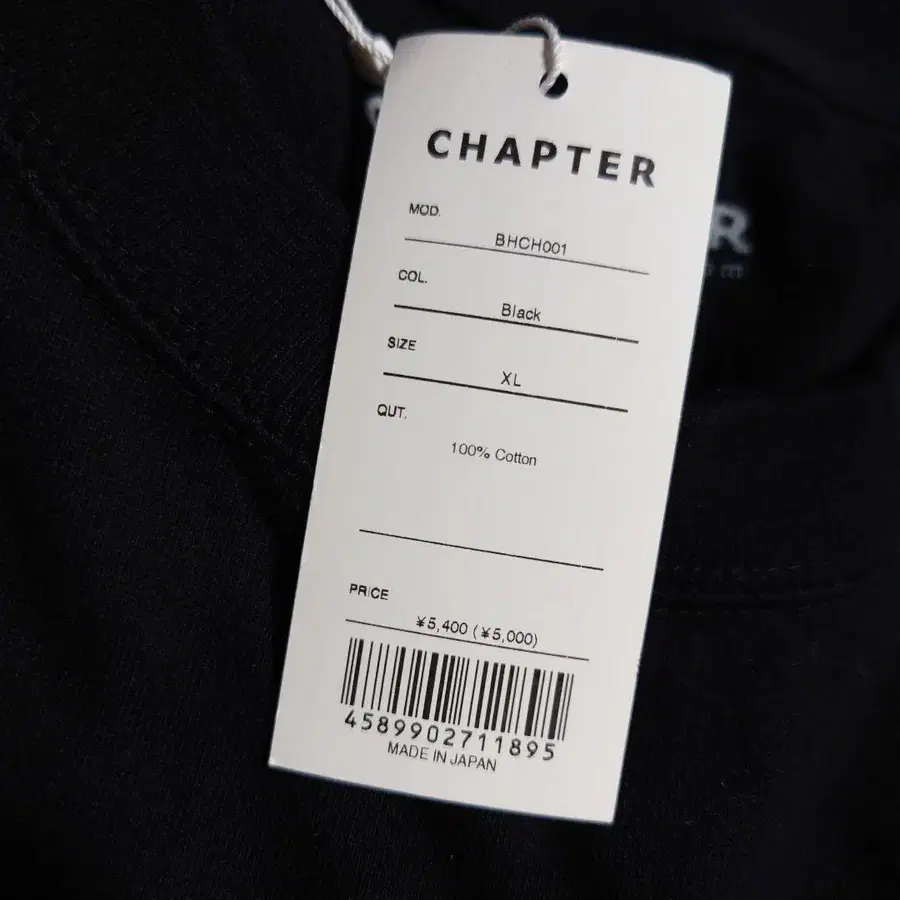 CHAPTER
MOD.
BHCH001
COL.
Black
SIZE
XL
QUT.
100% Cotton
PRICE
¥5,400 (¥5,000)
4589902711895
MADE IN JAPAN